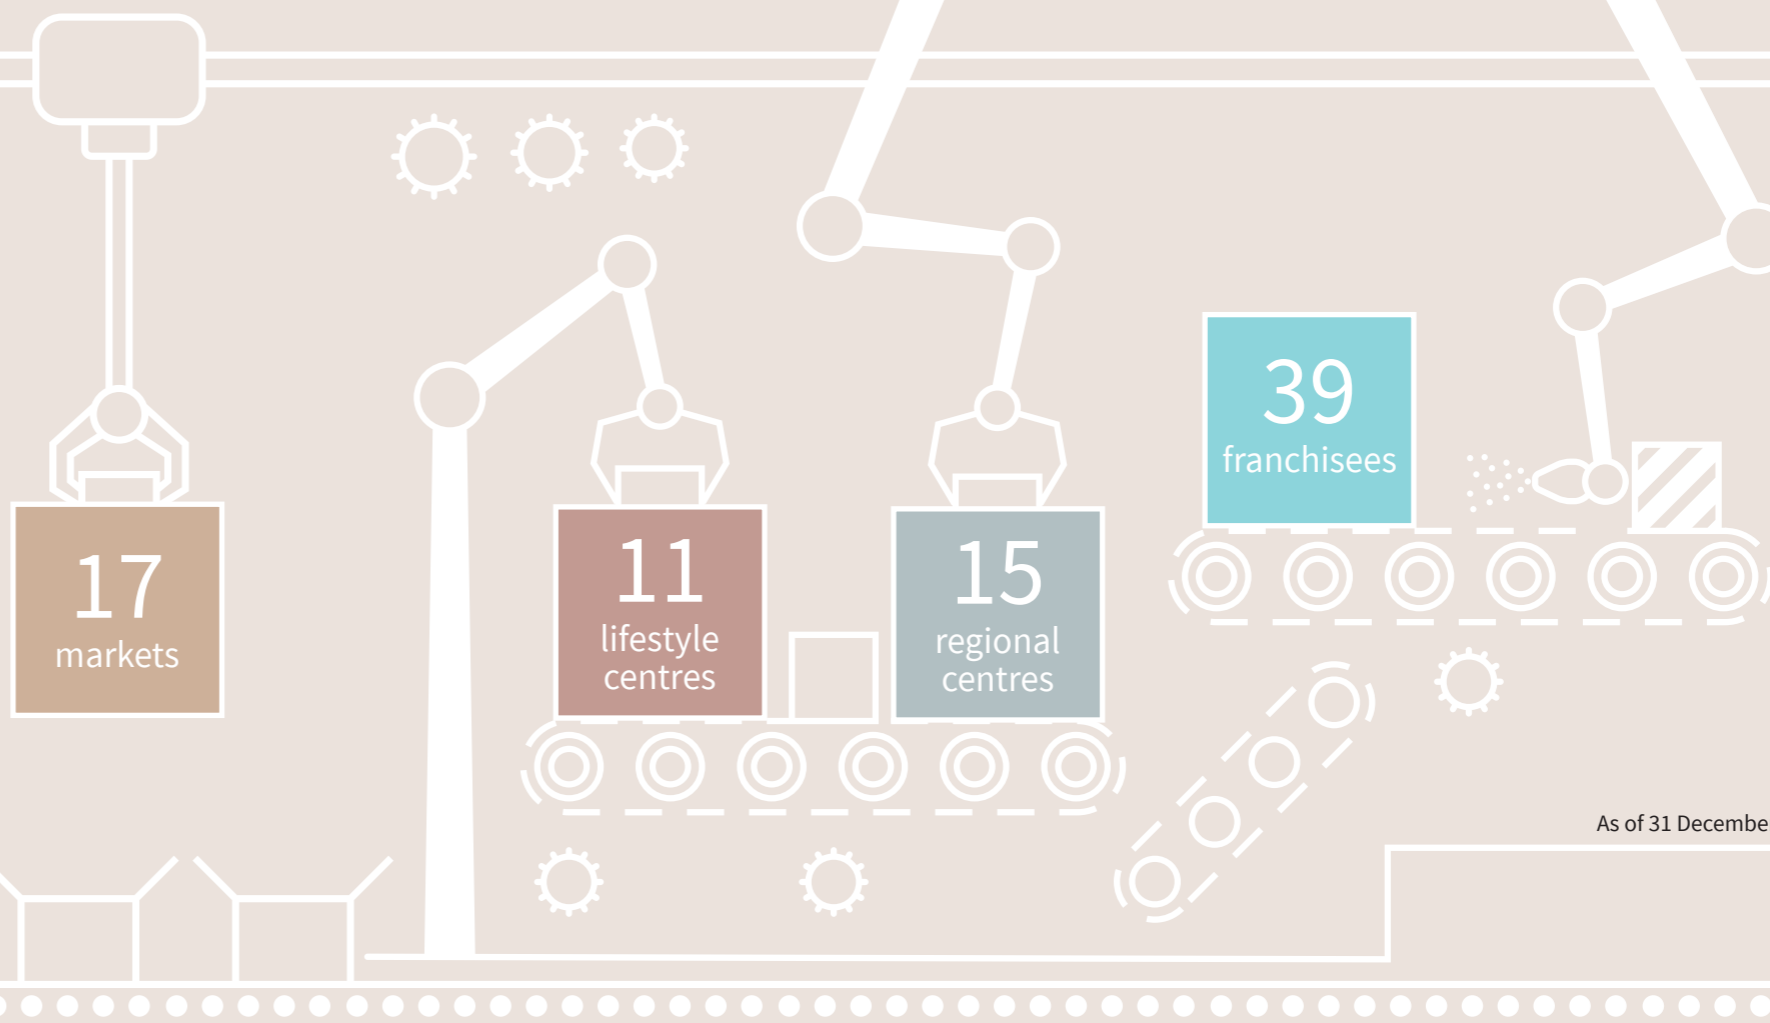 17
markets
11
lifestyle
centres
15
regional
centres
39
franchisees
As of 31 Decembe